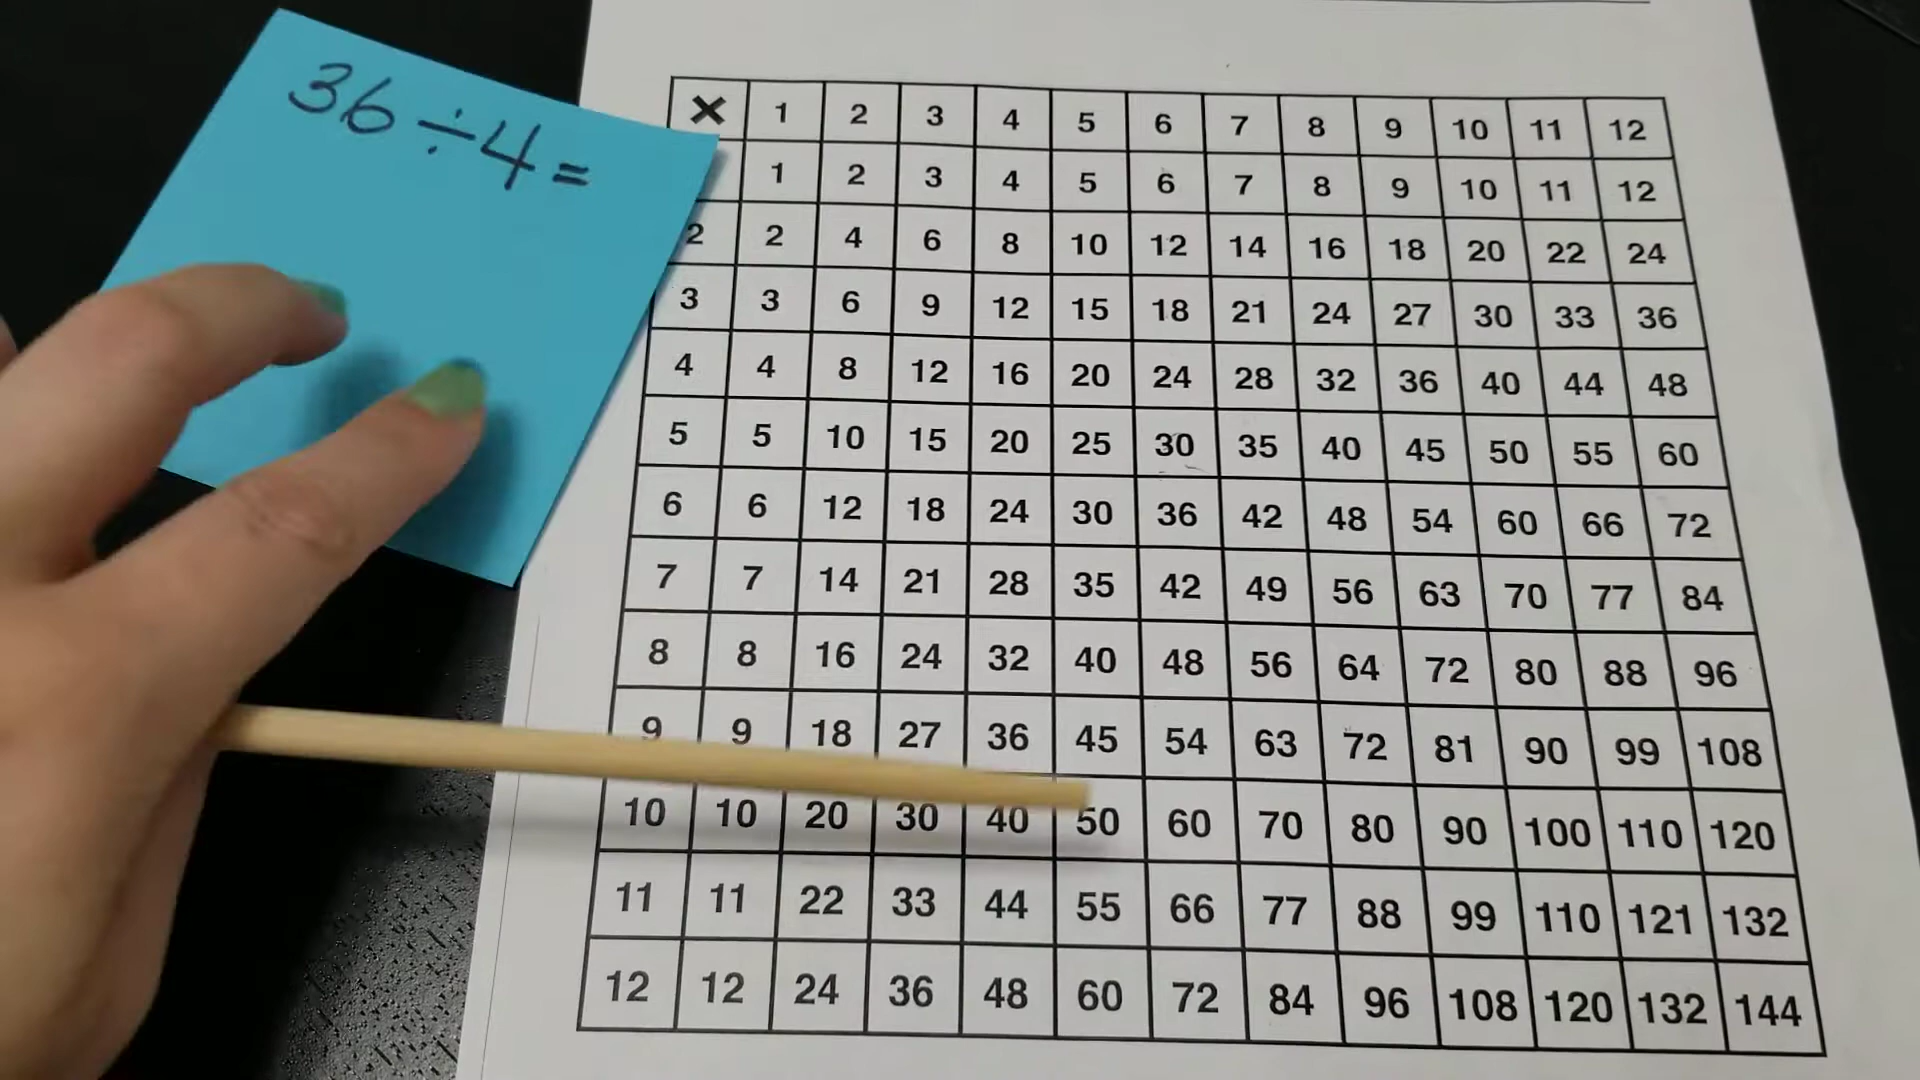 36÷4=
× 1 2 3 4 5 6 7 8 9 10 11 12
1 2 3 4 5 6 7 8 9 10 11 12
2 2 4 6 8 10 12 14 16 18 20 22 24
3 3 6 9 12 15 18 21 24 27 30 33 36
4 4 8 12 16 20 24 28 32 36 40 44 48
5 5 10 15 20 25 30 35 40 45 50 55 60
6 6 12 18 24 30 36 42 48 54 60 66 72
7 7 14 21 28 35 42 49 56 63 70 77 84
8 8 16 24 32 40 48 56 64 72 80 88 96
9 9 18 27 36 45 54 63 72 81 90 99 108
10 10 20 30 40 50 60 70 80 90 100 110 120
11 11 22 33 44 55 66 77 88 99 110 121 132
12 12 24 36 48 60 72 84 96 108 120 132 144